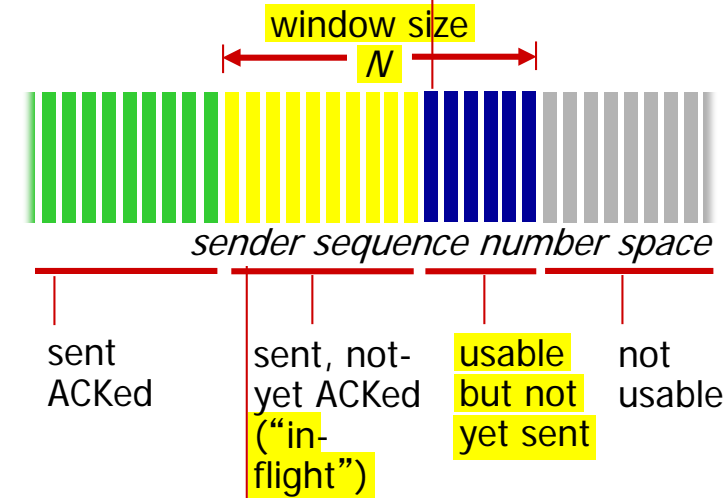 window size
N
sender sequence number space
sent
ACKed
sent, not-
yet ACKed
(“in-
flight”)
usable
but not
yet sent
not
usable